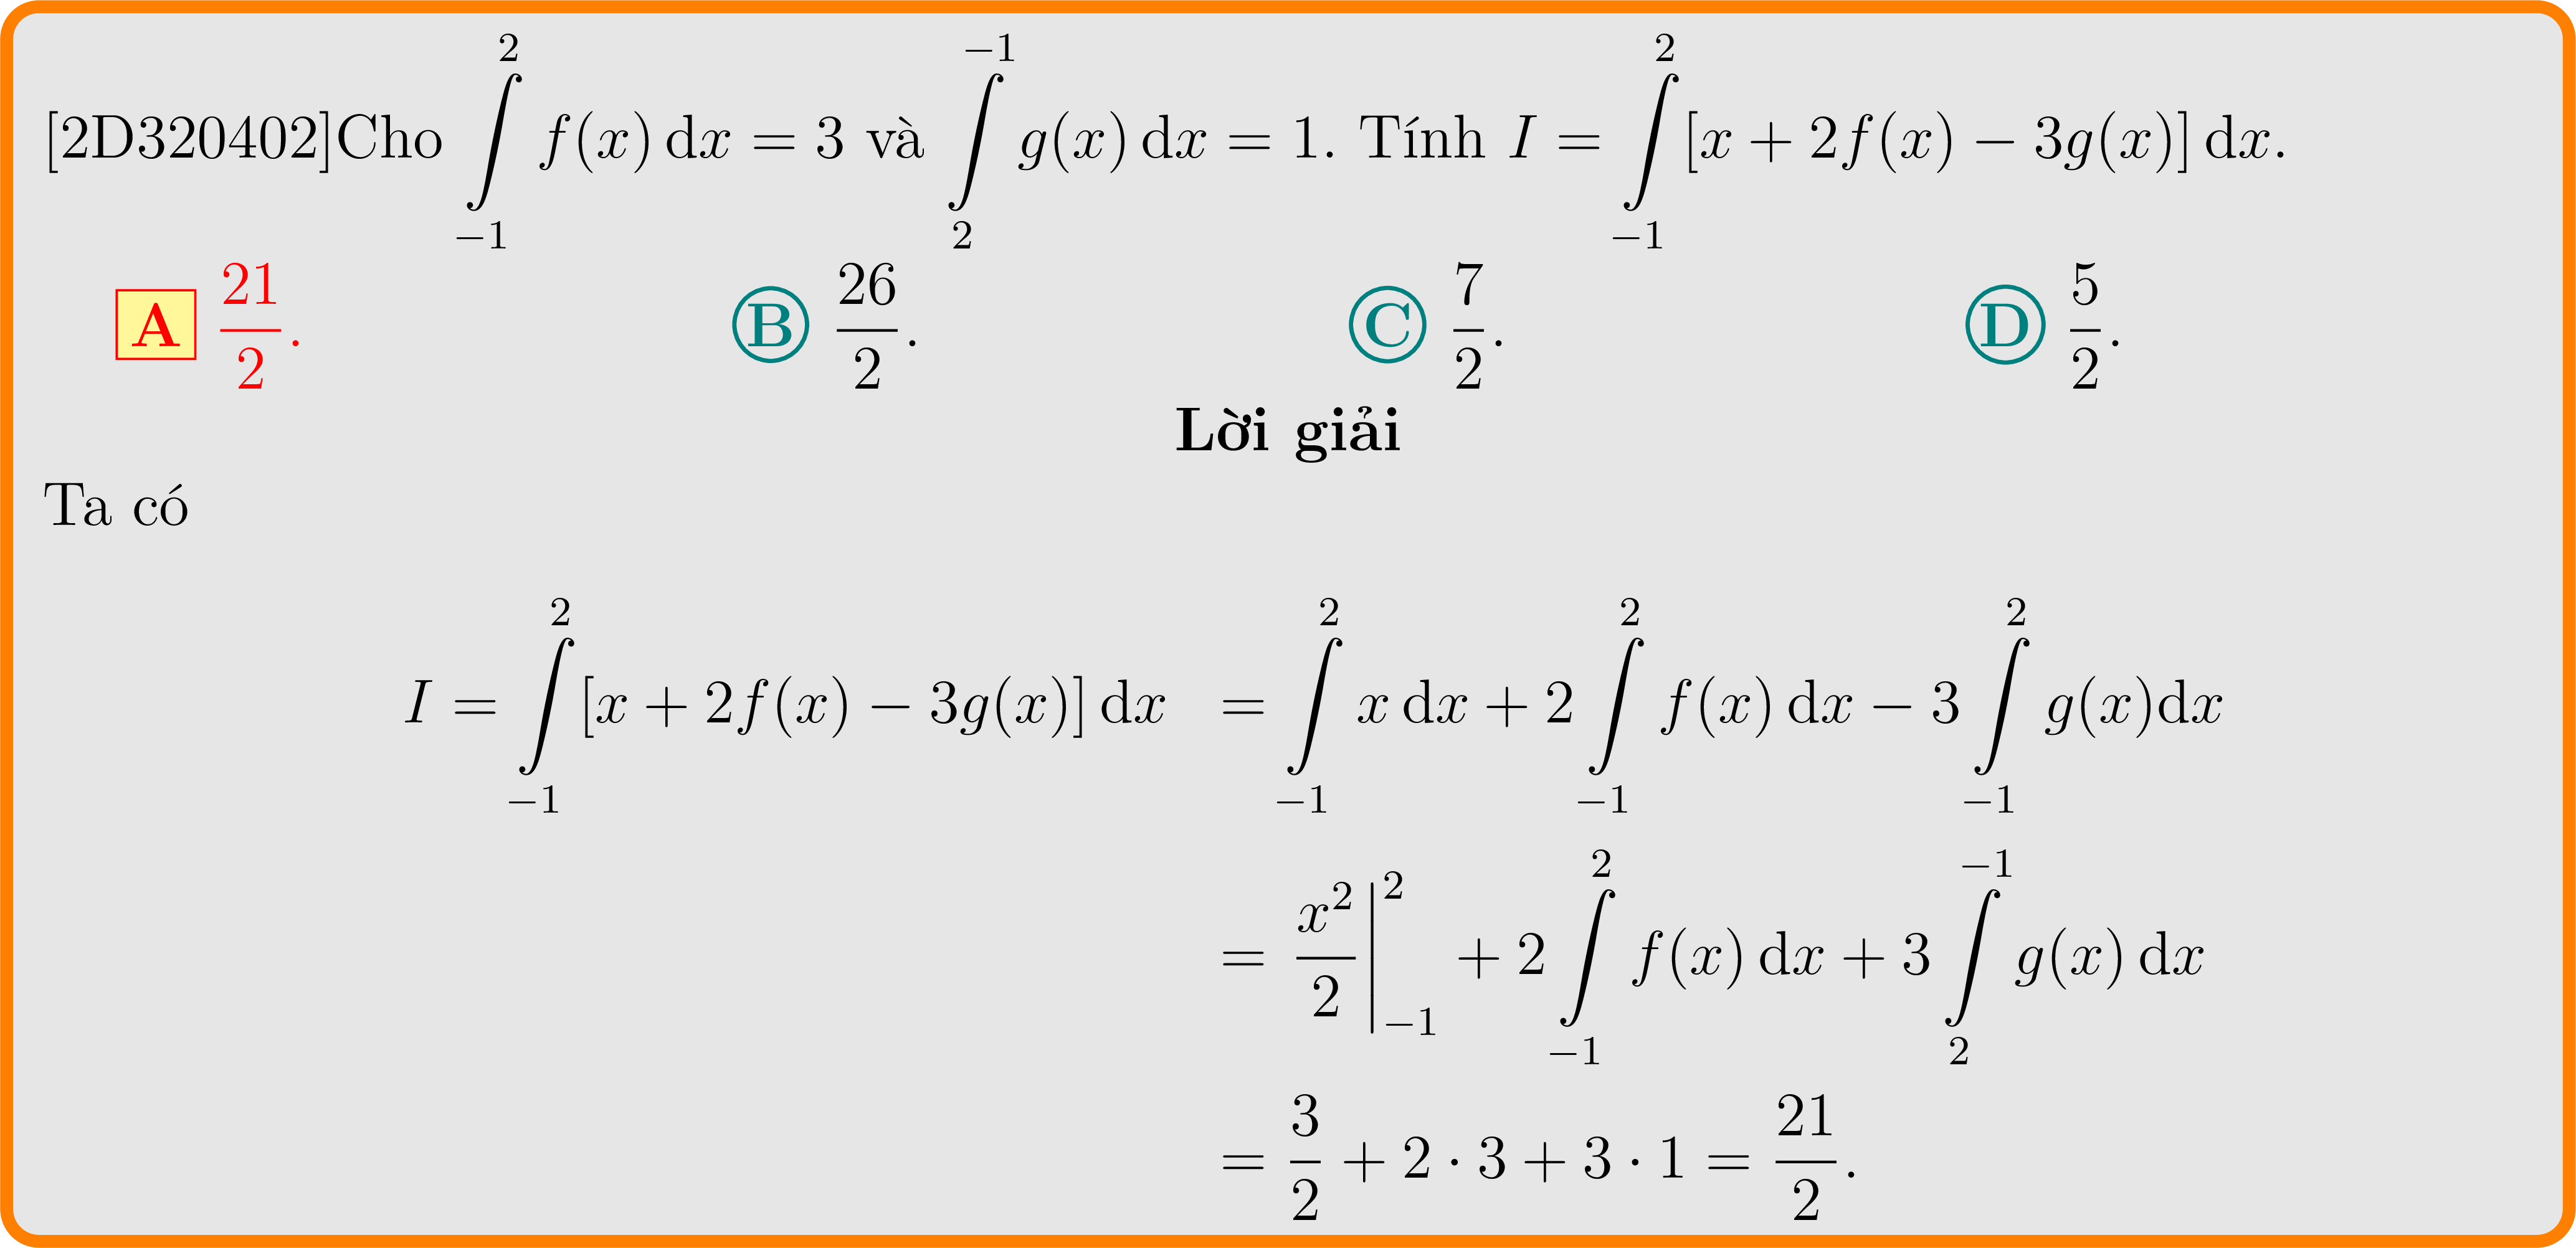 [2D320402]Cho $\int\limits_{-1}^{2} f(x)\,\mathrm{d}x = 3$ và $\int\limits_{2}^{-1} g(x)\,\mathrm{d}x = 1$. Tính $I = \int\limits_{-1}^{2} [x + 2f(x) - 3g(x)]\,\mathrm{d}x$.
A $\frac{21}{2}$. B $\frac{26}{2}$. C $\frac{7}{2}$. D $\frac{5}{2}$.
Lời giải
Ta có
$I = \int\limits_{-1}^{2} [x + 2f(x) - 3g(x)]\,\mathrm{d}x = \int\limits_{-1}^{2} x\,\mathrm{d}x + 2\int\limits_{-1}^{2} f(x)\,\mathrm{d}x - 3\int\limits_{-1}^{2} g(x)\mathrm{d}x$
$= \left.\frac{x^2}{2}\right|_{-1}^{2} + 2\int\limits_{-1}^{2} f(x)\,\mathrm{d}x + 3\int\limits_{2}^{-1} g(x)\,\mathrm{d}x$
$= \frac{3}{2} + 2 \cdot 3 + 3 \cdot 1 = \frac{21}{2}$.